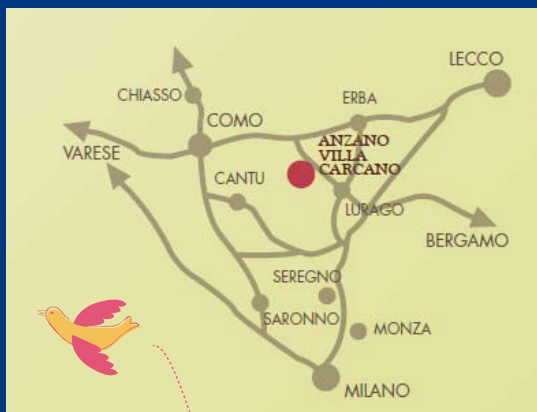 LECCO
CHIASSO
ERBA
COMO
ANZANO
VILLA
CARCANO
VARESE
CANTU
LURAGO
BERGAMO
SEREGNO
SARONNO
MONZA
MILANO